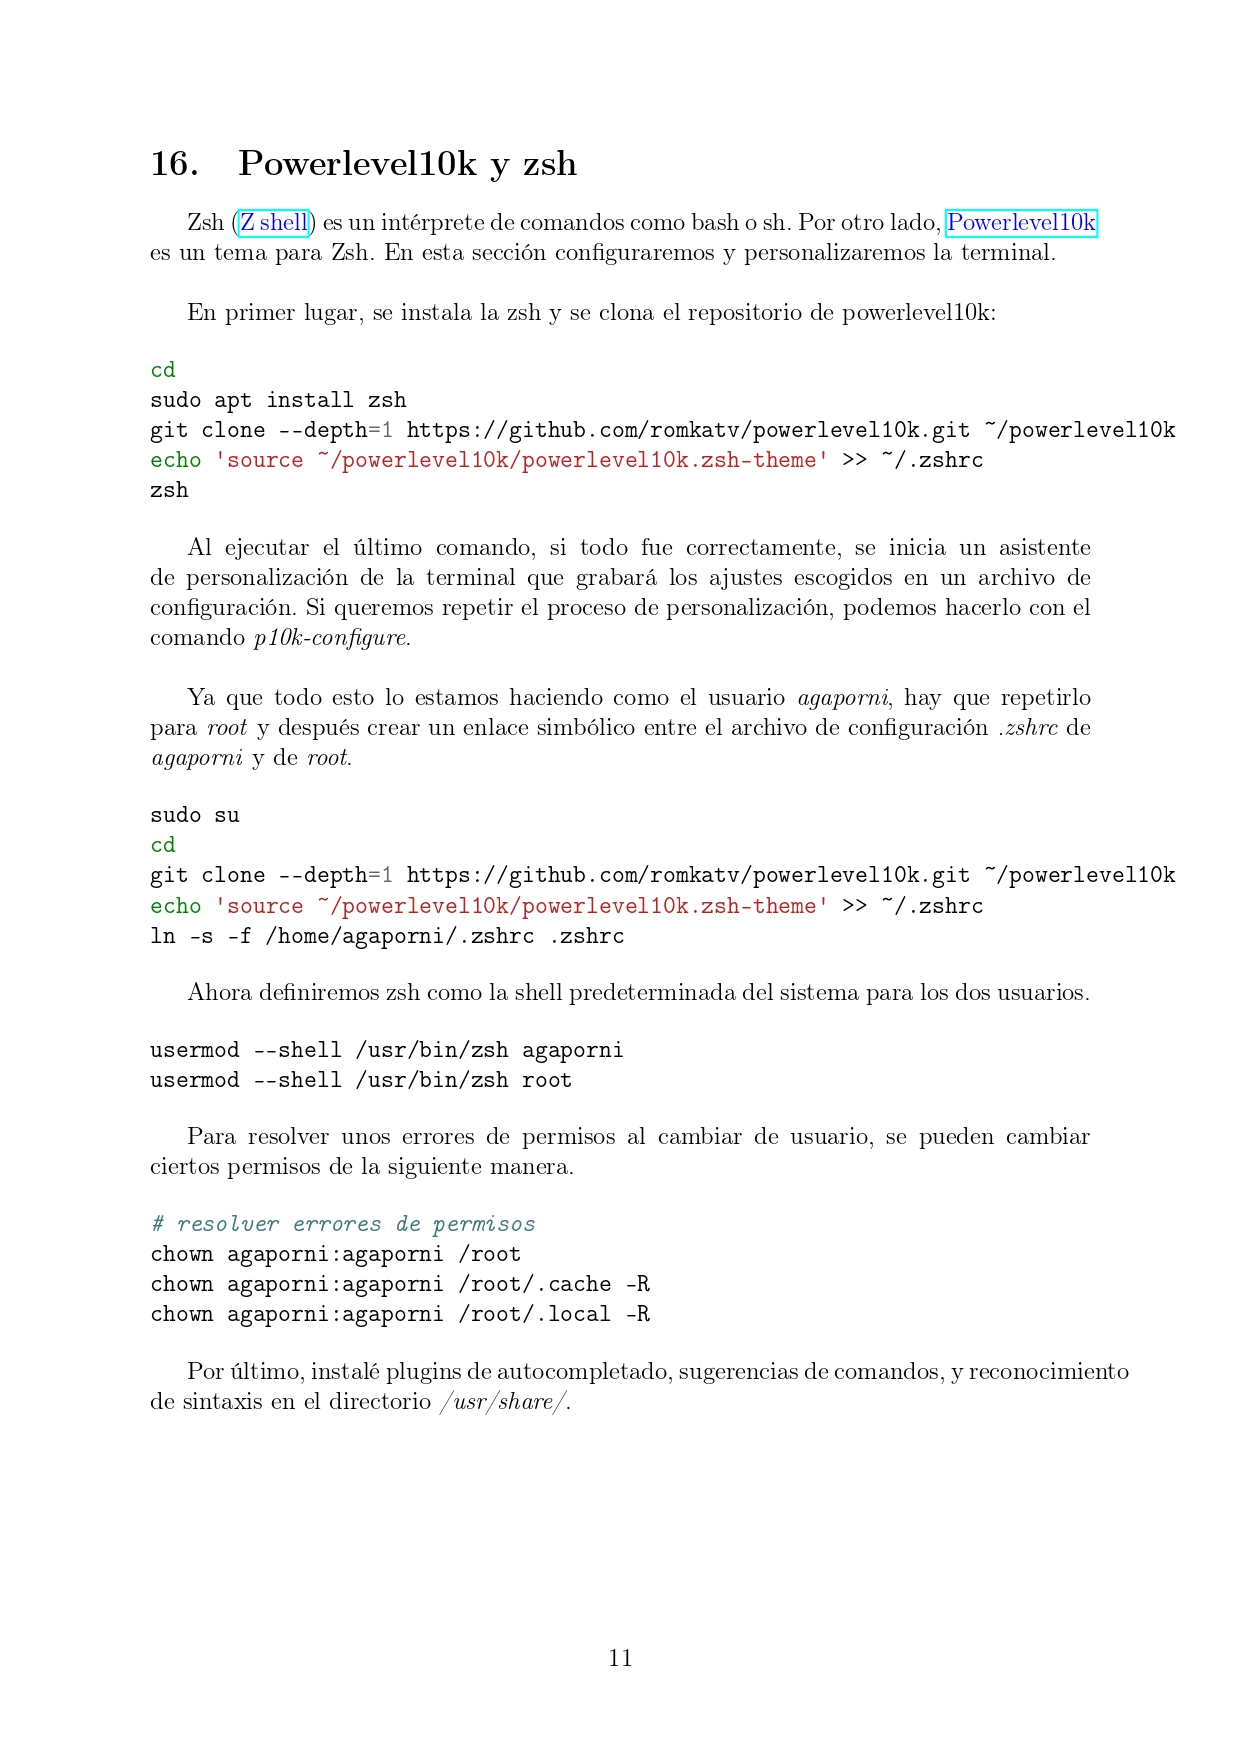 16. Powerlevel10k y zsh
Zsh (Z shell) es un intérprete de comandos como bash o sh. Por otro lado, Powerlevel10k
es un tema para Zsh. En esta sección configuraremos y personalizaremos la terminal.
En primer lugar, se instala la zsh y se clona el repositorio de powerlevel10k:
cd
sudo apt install zsh
git clone --depth=1 https://github.com/romkatv/powerlevel10k.git ~/powerlevel10k
echo 'source ~/powerlevel10k/powerlevel10k.zsh-theme' >> ~/.zshrc
zsh
Al ejecutar el último comando, si todo fue correctamente, se inicia un asistente
de personalización de la terminal que grabará los ajustes escogidos en un archivo de
configuración. Si queremos repetir el proceso de personalización, podemos hacerlo con el
comando p10k-configure.
Ya que todo esto lo estamos haciendo como el usuario agaporni, hay que repetirlo
para root y después crear un enlace simbólico entre el archivo de configuración .zshrc de
agaporni y de root.
sudo su
cd
git clone --depth=1 https://github.com/romkatv/powerlevel10k.git ~/powerlevel10k
echo 'source ~/powerlevel10k/powerlevel10k.zsh-theme' >> ~/.zshrc
ln -s -f /home/agaporni/.zshrc .zshrc
Ahora definiremos zsh como la shell predeterminada del sistema para los dos usuarios.
usermod --shell /usr/bin/zsh agaporni
usermod --shell /usr/bin/zsh root
Para resolver unos errores de permisos al cambiar de usuario, se pueden cambiar
ciertos permisos de la siguiente manera.
# resolver errores de permisos
chown agaporni:agaporni /root
chown agaporni:agaporni /root/.cache -R
chown agaporni:agaporni /root/.local -R
Por último, instalé plugins de autocompletado, sugerencias de comandos, y reconocimiento
de sintaxis en el directorio /usr/share/.
11